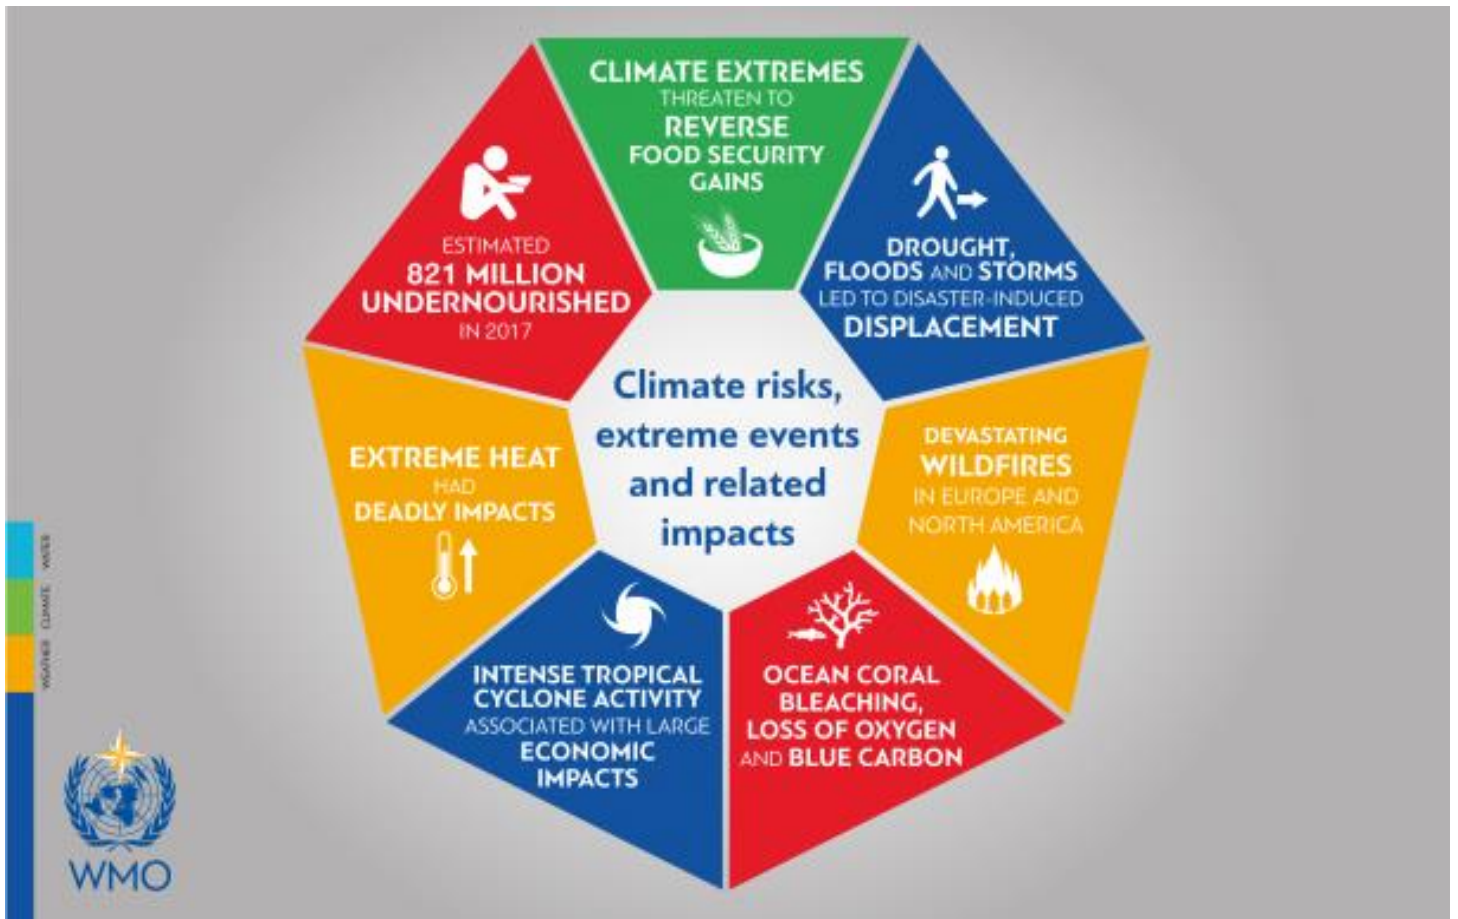 CLIMATE EXTREMES
THREATEN TO
REVERSE
FOOD SECURITY
GAINS
DROUGHT,
FLOODS AND STORMS
LED TO DISASTER-INDUCED
DISPLACEMENT
DEVASTATING
WILDFIRES
IN EUROPE AND
NORTH AMERICA
OCEAN CORAL
BLEACHING,
LOSS OF OXYGEN
AND BLUE CARBON
INTENSE TROPICAL
CYCLONE ACTIVITY
ASSOCIATED WITH LARGE
ECONOMIC
IMPACTS
EXTREME HEAT
HAD
DEADLY IMPACTS
ESTIMATED
821 MILLION
UNDERNOURISHED
IN 2017
Climate risks,
extreme events
and related
impacts
WEATHER CLIMATE WATER
WMO